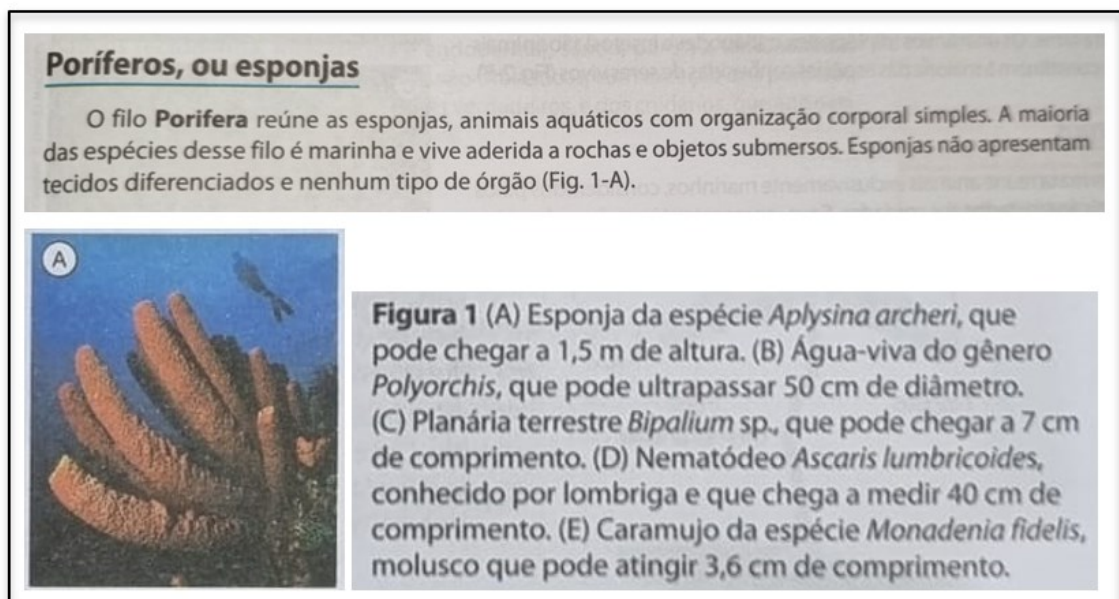 Poríferos, ou esponjas
O filo Porifera reúne as esponjas, animais aquáticos com organização corporal simples. A maioria
das espécies desse filo é marinha e vive aderida a rochas e objetos submersos. Esponjas não apresentam
tecidos diferenciados e nenhum tipo de órgão (Fig. 1-A).
A
Figura 1 (A) Esponja da espécie Aplysina archeri, que
pode chegar a 1,5 m de altura. (B) Água-viva do gênero
Polyorchis, que pode ultrapassar 50 cm de diâmetro.
(C) Planária terrestre Bipalium sp., que pode chegar a 7 cm
de comprimento. (D) Nematódeo Ascaris lumbricoides,
conhecido por lombriga e que chega a medir 40 cm de
comprimento. (E) Caramujo da espécie Monadenia fidelis,
molusco que pode atingir 3,6 cm de comprimento.